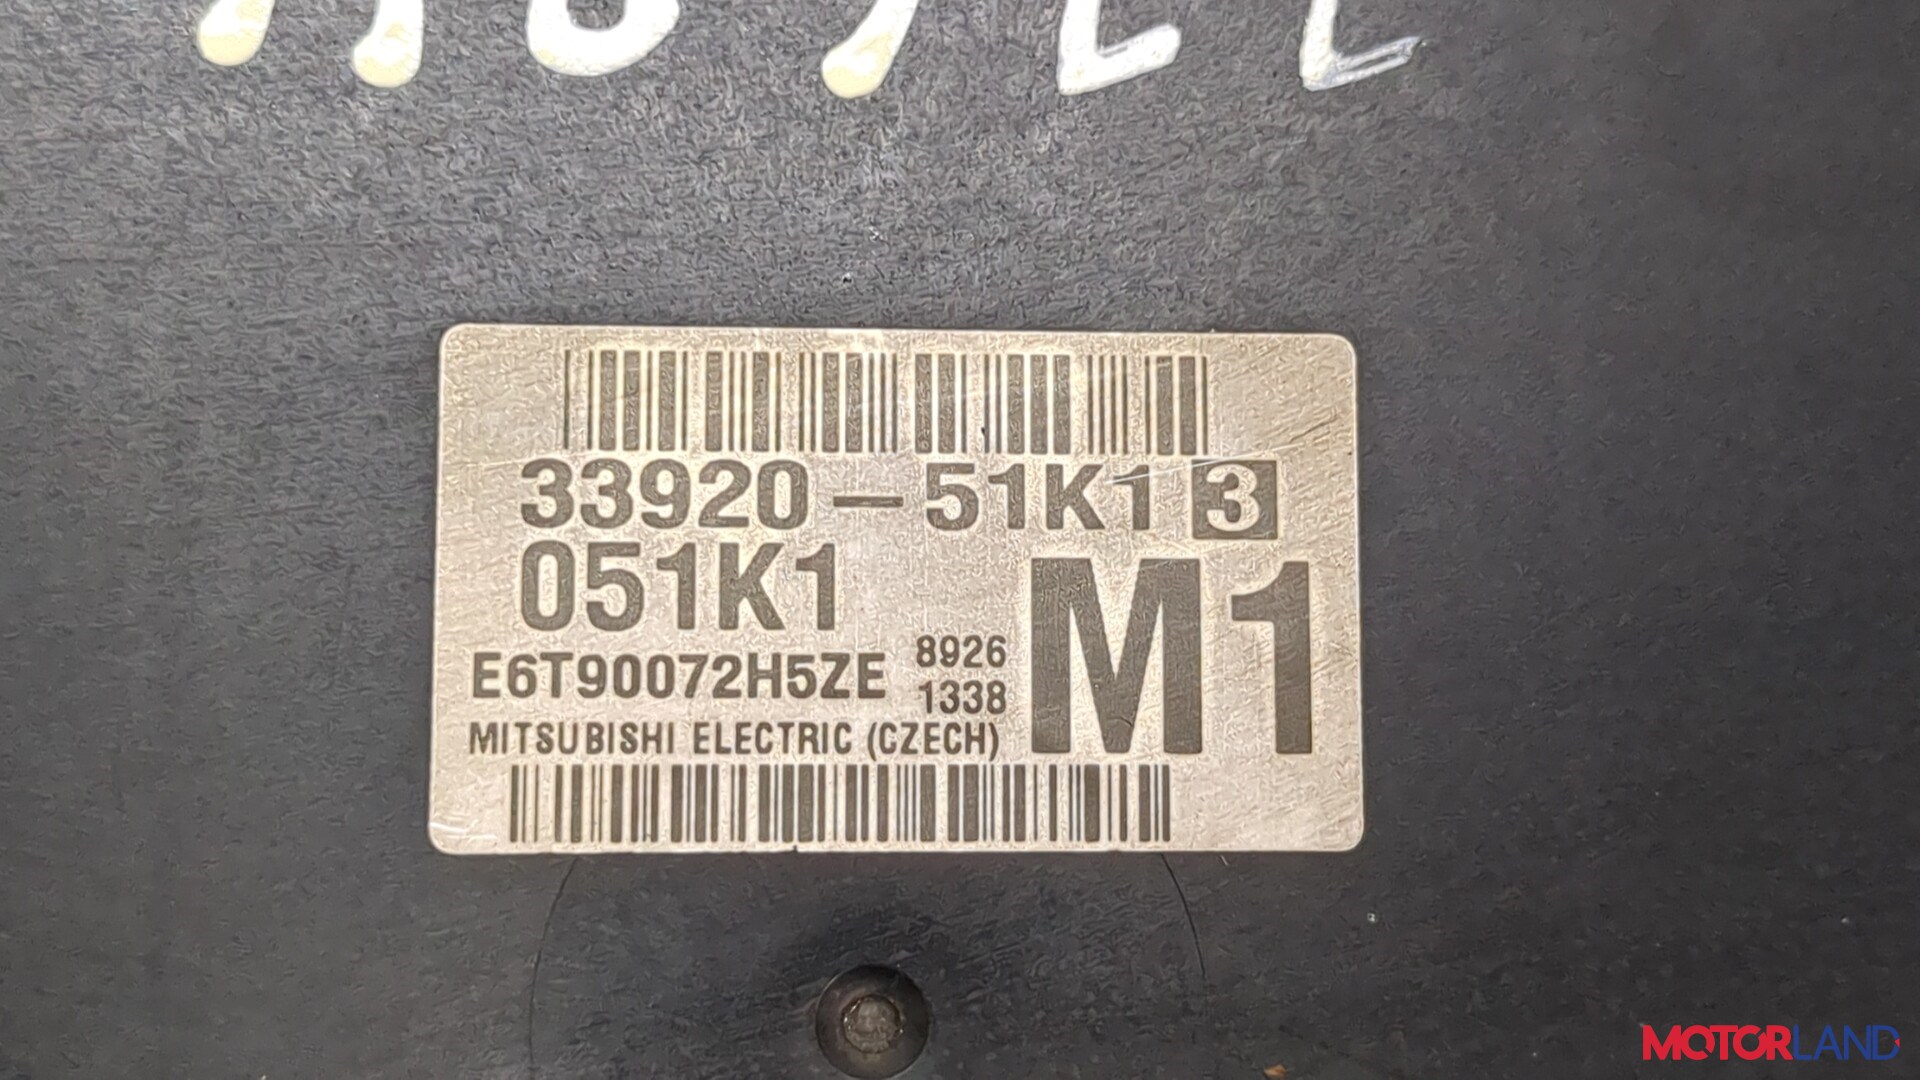 33920-51K1 3
051K1
M1
E6T90072H5ZE
8926
1338
MITSUBISHI ELECTRIC (CZECH)
MOTORLAND